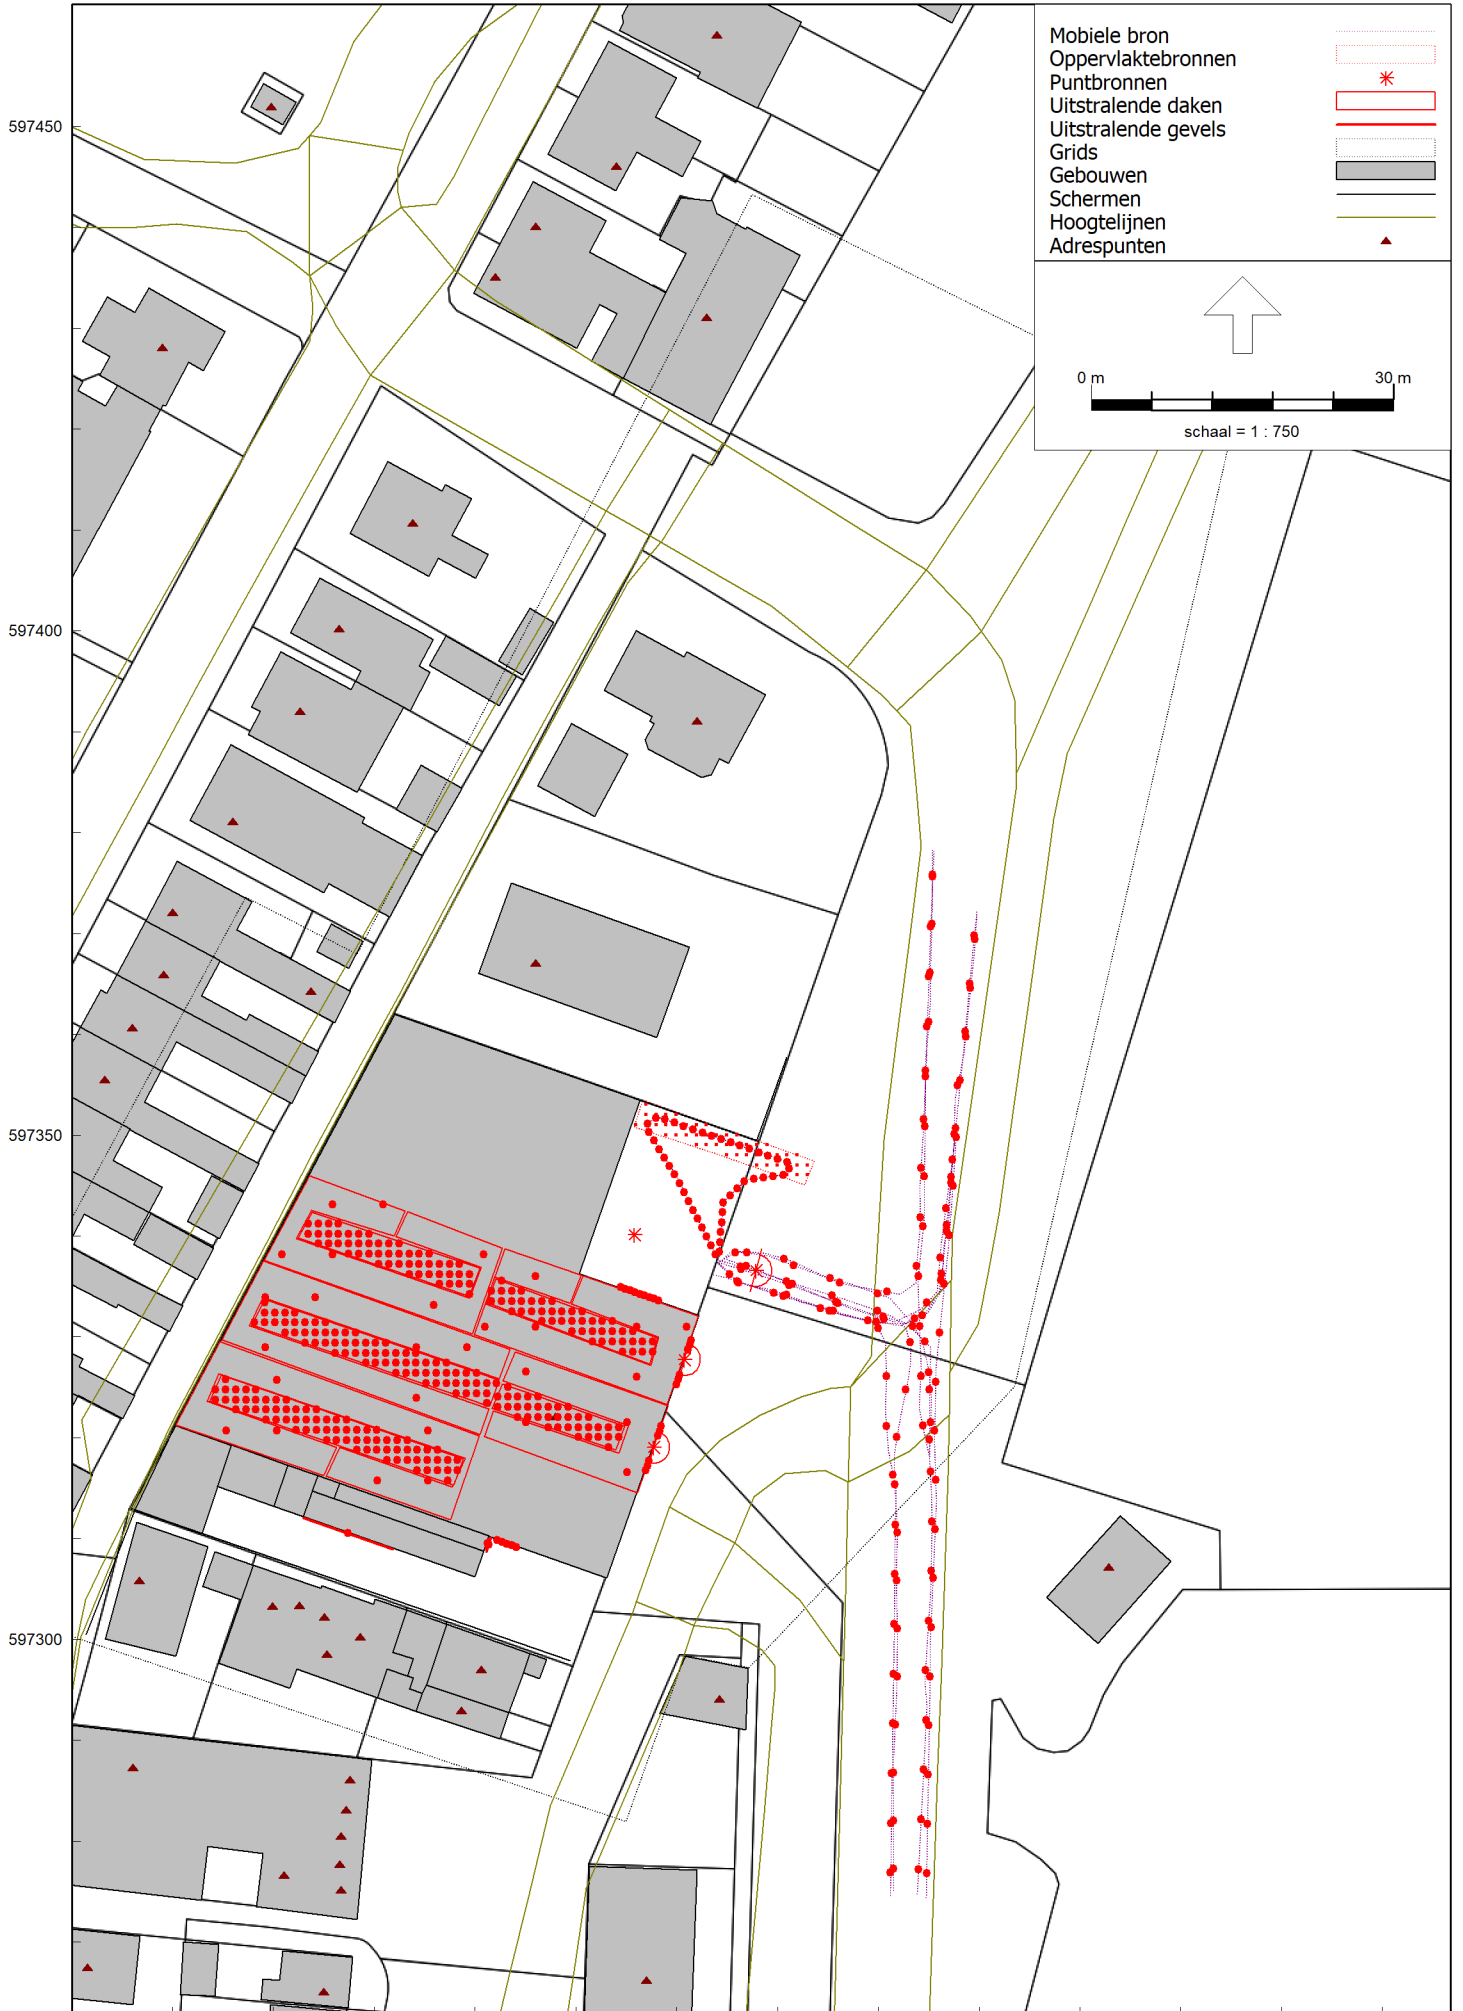 Mobiele bron
Oppervlaktebronnen
Puntbronnen
Uitstralende daken
Uitstralende gevels
Grids
Gebouwen
Schermen
Hoogtelijnen
Adrespunten
0 m 30 m
schaal = 1 : 750
597450
597400
597350
597300